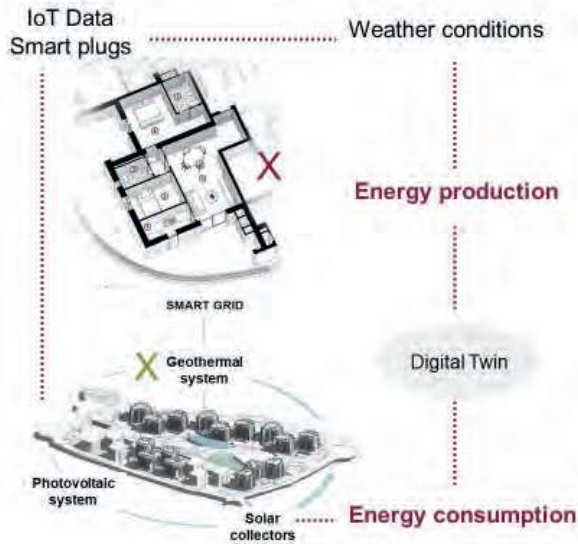 IoT Data
Smart plugs
Weather conditions
X
Energy production
SMART GRID
X
Geothermal
system
Digital Twin
Photovoltaic
system
Solar
collectors
Energy consumption